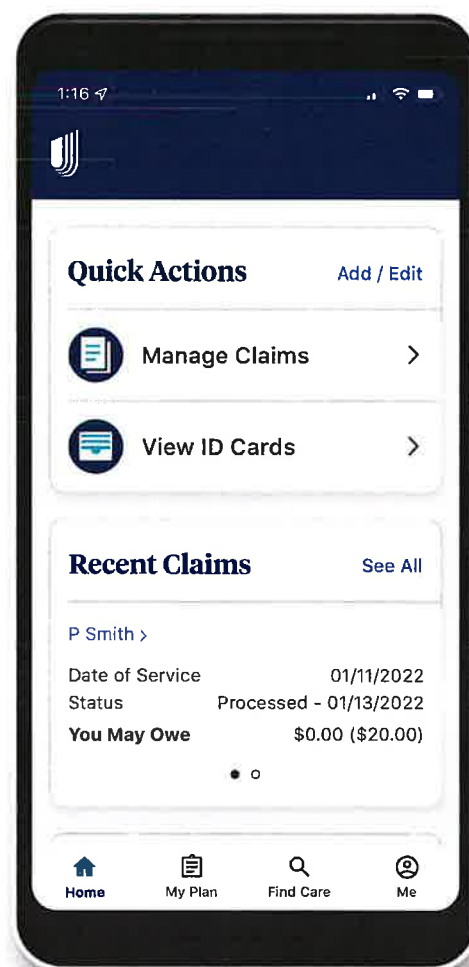 1:16
Quick Actions Add / Edit
Manage Claims
View ID Cards
Recent Claims See All
P Smith >
Date of Service 01/11/2022
Status Processed - 01/13/2022
You May Owe $0.00 ($20.00)
Home My Plan Find Care Me